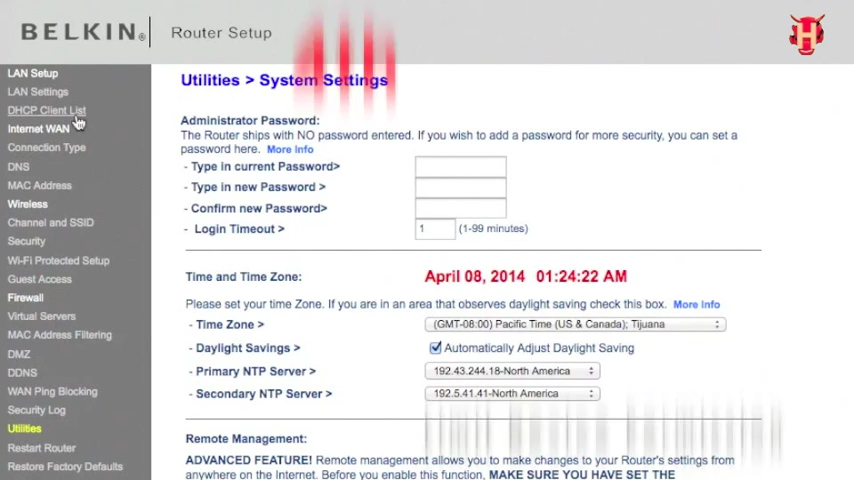 BELKIN® | Router Setup
LAN Setup
LAN Settings
DHCP Client List
Internet WAN
Connection Type
DNS
MAC Address
Wireless
Channel and SSID
Security
Wi-Fi Protected Setup
Guest Access
Firewall
Virtual Servers
MAC Address Filtering
DMZ
DDNS
WAN Ping Blocking
Security Log
Utilities
Restart Router
Restore Factory Defaults
Utilities > System Settings
Administrator Password:
The Router ships with NO password entered. If you wish to add a password for more security, you can set a
password here. More Info
- Type in current Password>
- Type in new Password >
- Confirm new Password>
- Login Timeout > 1 (1-99 minutes)
Time and Time Zone: April 08, 2014 01:24:22 AM
Please set your time Zone. If you are in an area that observes daylight saving check this box. More Info
- Time Zone > (GMT-08:00) Pacific Time (US & Canada); Tijuana
- Daylight Savings > Automatically Adjust Daylight Saving
- Primary NTP Server > 192.43.244.18-North America
- Secondary NTP Server > 192.5.41.41-North America
Remote Management:
ADVANCED FEATURE! Remote management allows you to make changes to your Router's settings from
anywhere on the Internet. Before you enable this function, MAKE SURE YOU HAVE SET THE
H